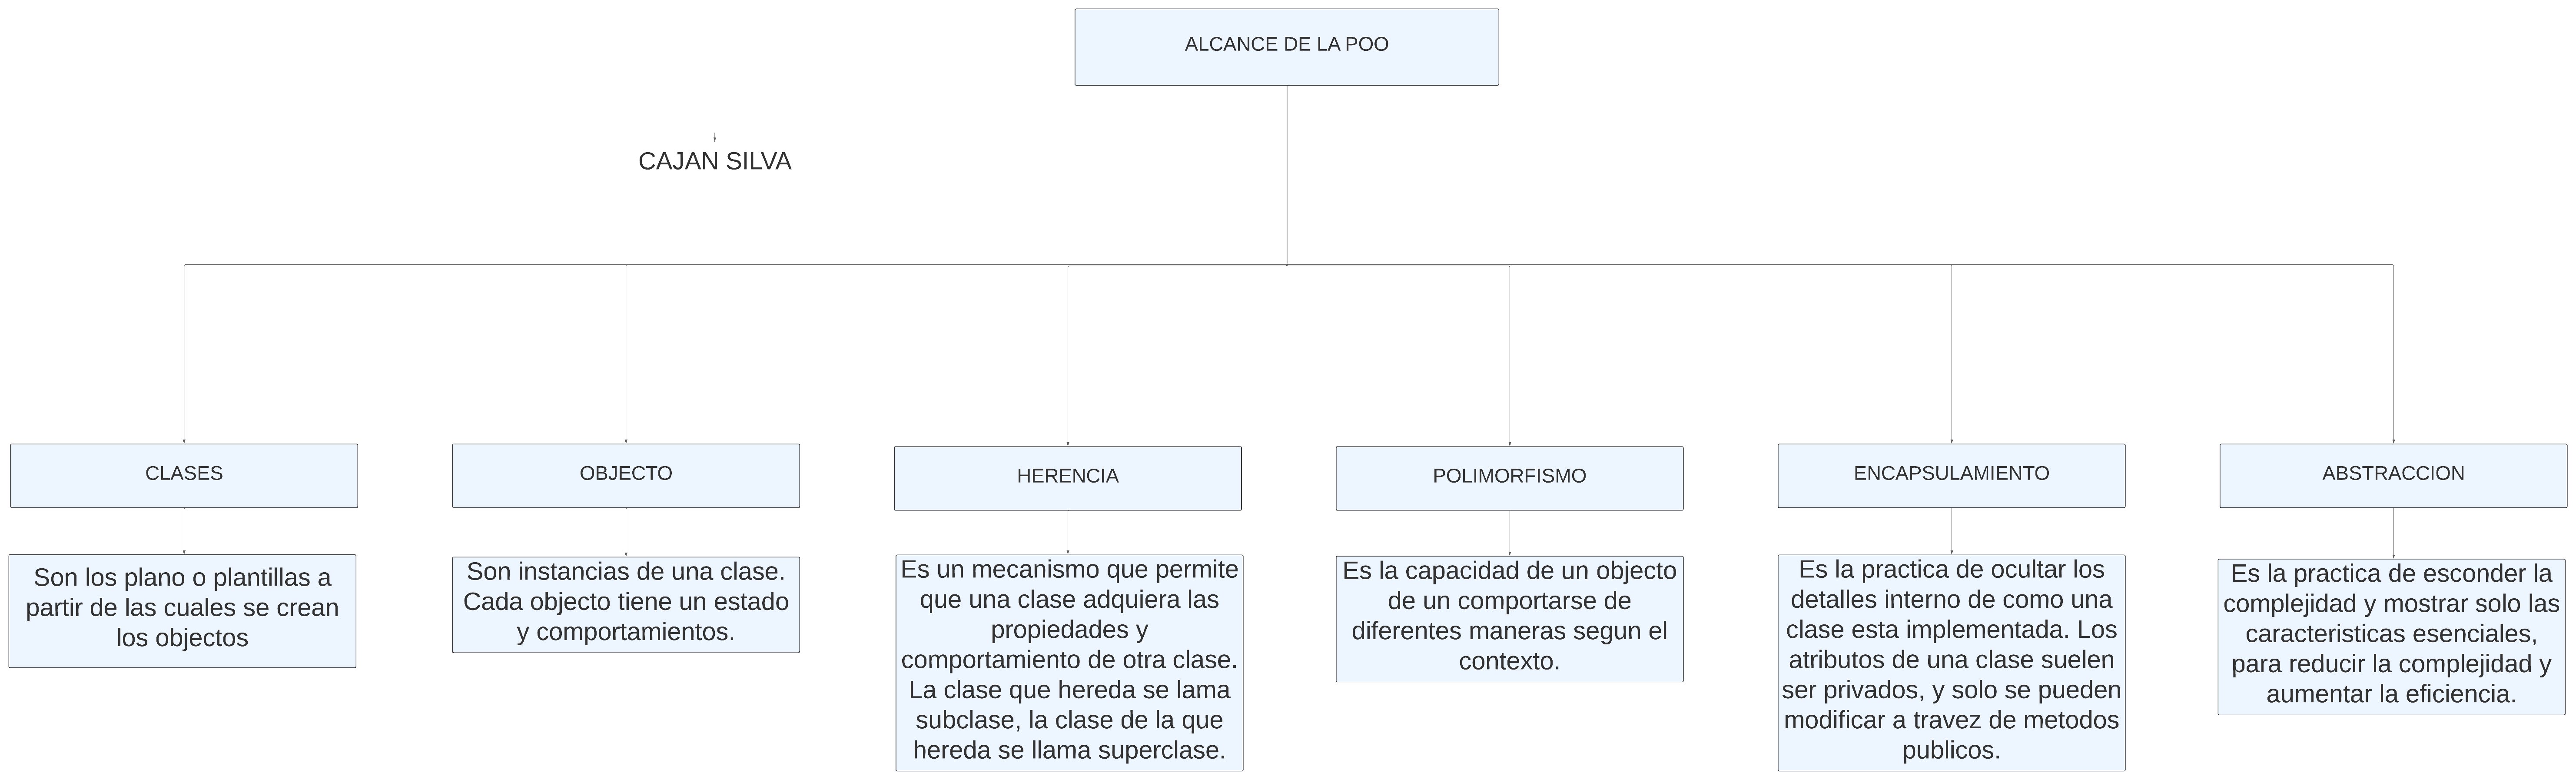 ALCANCE DE LA POO
CAJAN SILVA
CLASES
OBJECTO
HERENCIA
POLIMORFISMO
ENCAPSULAMIENTO
ABSTRACCION
Son los plano o plantillas a
partir de las cuales se crean
los objectos
Son instancias de una clase.
Cada objecto tiene un estado
y comportamientos.
Es un mecanismo que permite
que una clase adquiera las
propiedades y
comportamiento de otra clase.
La clase que hereda se lama
subclase, la clase de la que
hereda se llama superclase.
Es la capacidad de un objecto
de un comportarse de
diferentes maneras segun el
contexto.
Es la practica de ocultar los
detalles interno de como una
clase esta implementada. Los
atributos de una clase suelen
ser privados, y solo se pueden
modificar a travez de metodos
publicos.
Es la practica de esconder la
complejidad y mostrar solo las
caracteristicas esenciales,
para reducir la complejidad y
aumentar la eficiencia.